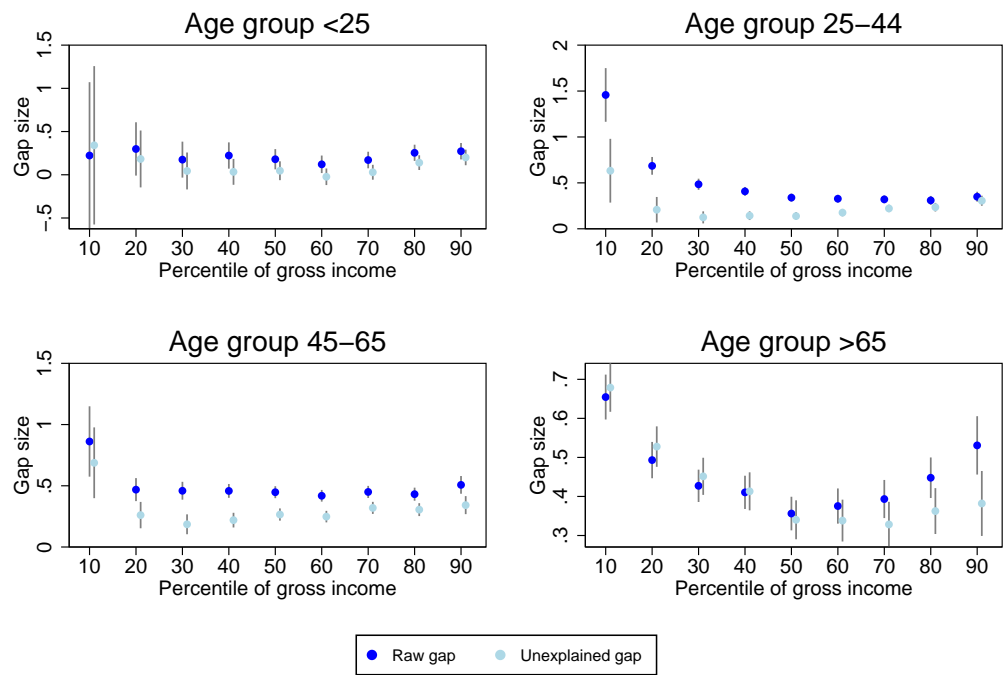 Age group <25
Gap size
−.5 0 .5 1 1.5
10 20 30 40 50 60 70 80 90
Percentile of gross income
Age group 25−44
Gap size
0 .5 1 1.5 2
10 20 30 40 50 60 70 80 90
Percentile of gross income
Age group 45−65
Gap size
0 .5 1 1.5
10 20 30 40 50 60 70 80 90
Percentile of gross income
Age group >65
Gap size
.3 .4 .5 .6 .7
10 20 30 40 50 60 70 80 90
Percentile of gross income
Raw gap Unexplained gap